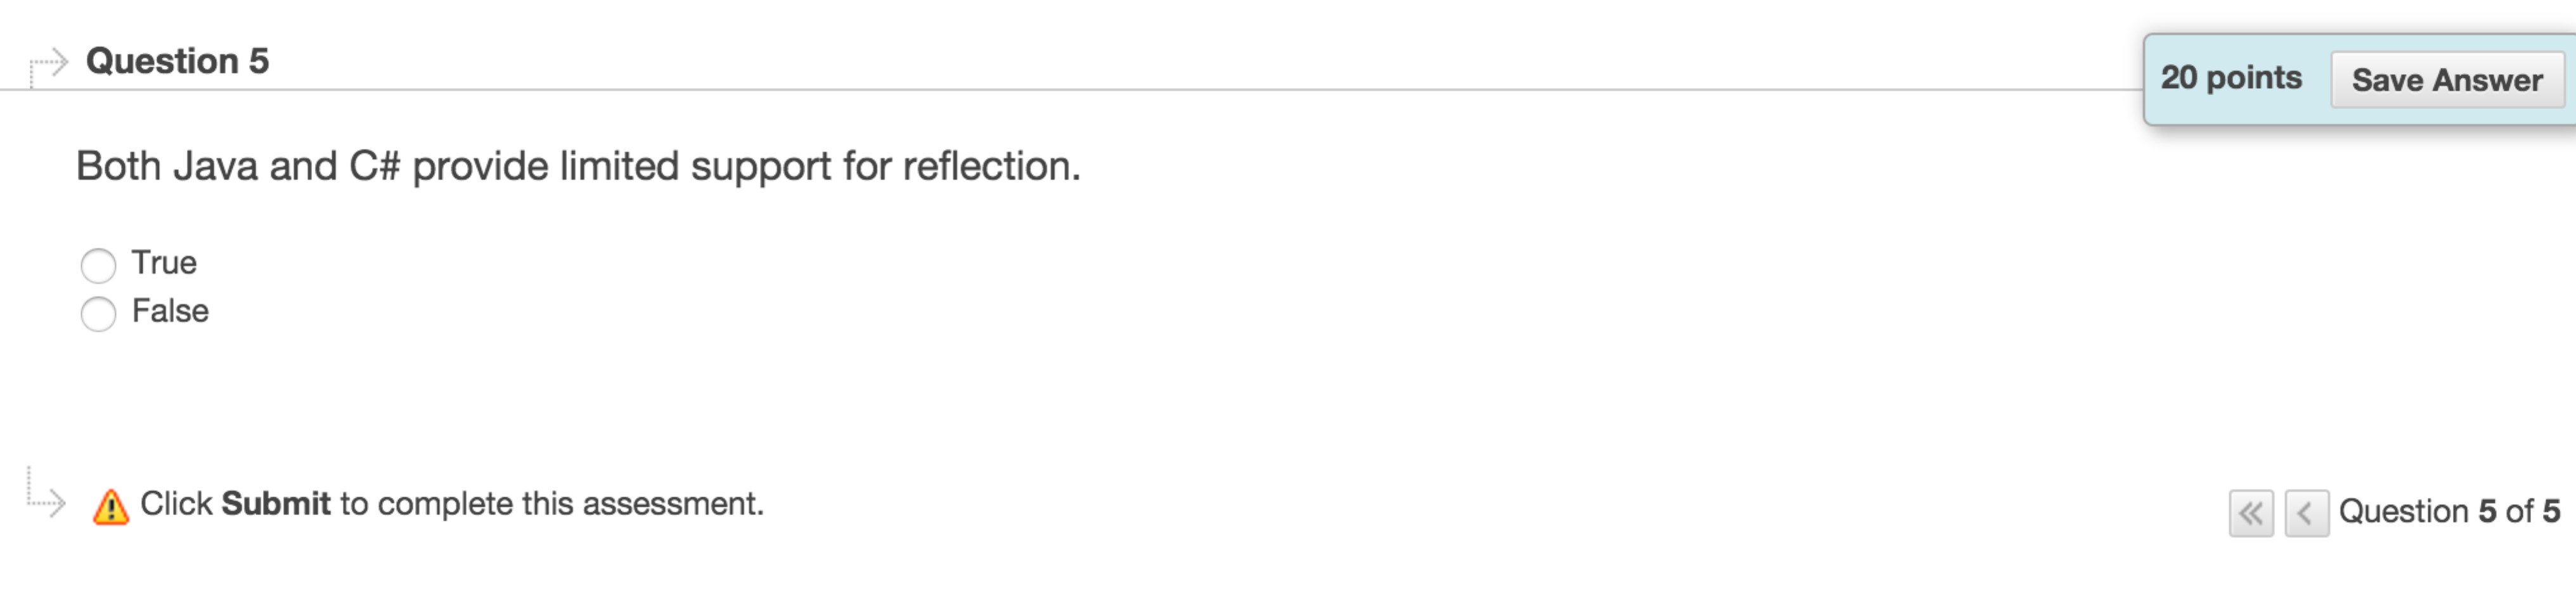 Question 5
20 points
Save Answer
Both Java and C# provide limited support for reflection.
True
False
Click Submit to complete this assessment.
Question 5 of 5